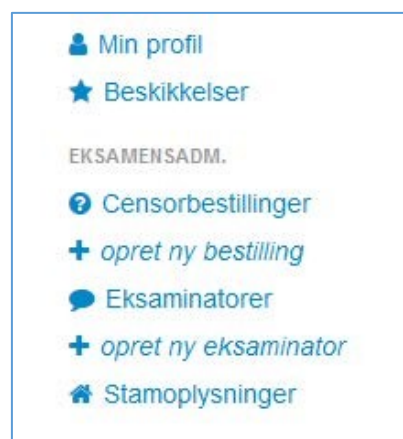 Min profil
Beskikkelser
EKSAMENSADM.
Censorbestillinger
opret ny bestilling
Eksaminatorer
opret ny eksaminator
Stamoplysninger